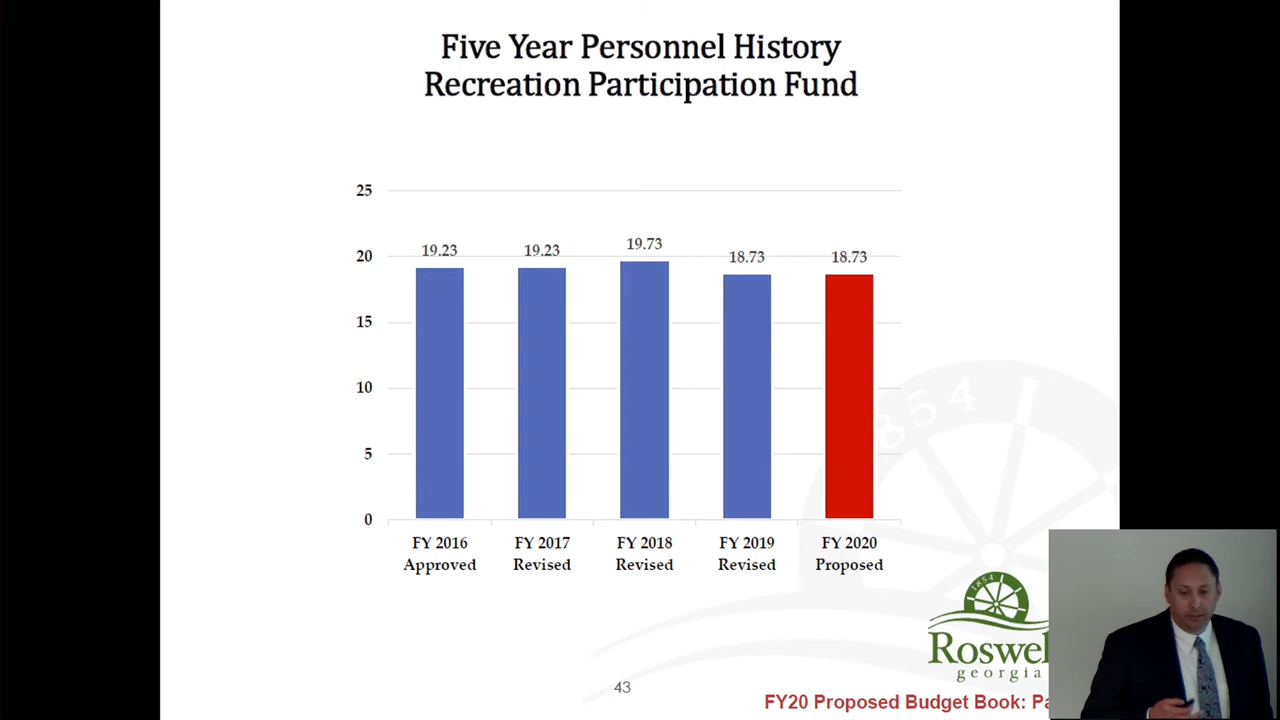 Five Year Personnel History
Recreation Participation Fund
25
20
15
10
5
0
19.23
19.23
19.73
18.73
18.73
FY 2016
Approved
FY 2017
Revised
FY 2018
Revised
FY 2019
Revised
FY 2020
Proposed
1854
1854
Roswel
georgia
43
FY20 Proposed Budget Book: